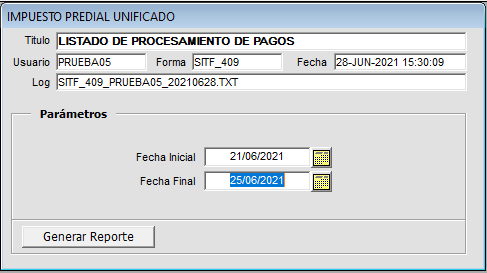 IMPUESTO PREDIAL UNIFICADO
Titulo LISTADO DE PROCESAMIENTO DE PAGOS
Usuario PRUEBA05 Forma SITF_409 Fecha 28-JUN-2021 15:30:09
Log SITF_409_PRUEBA05_20210628.TXT
Parámetros
Fecha Inicial 21/06/2021
Fecha Final 25/06/2021
Generar Reporte